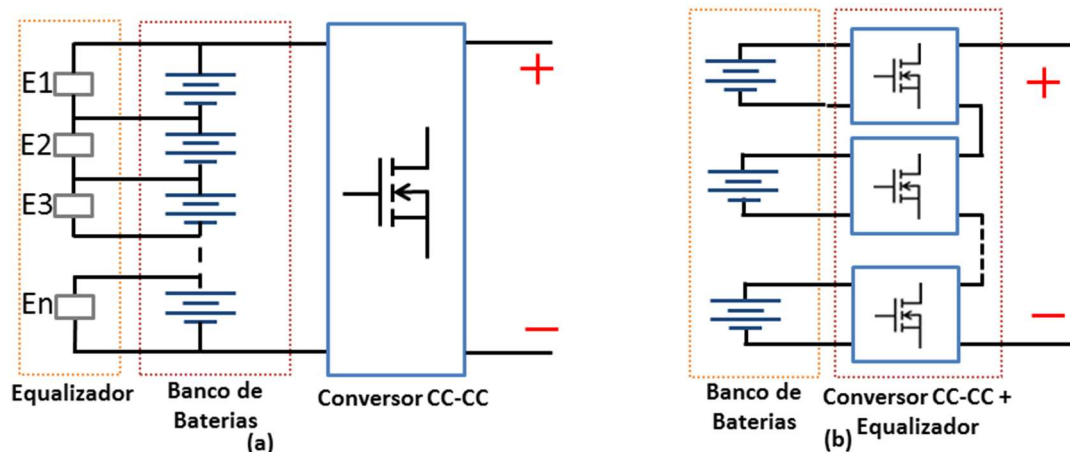 E1
E2
E3
En
+
−
Equalizador
Banco de
Baterias
Conversor CC-CC
(a)
+
−
Banco de
Baterias
Conversor CC-CC +
Equalizador
(b)